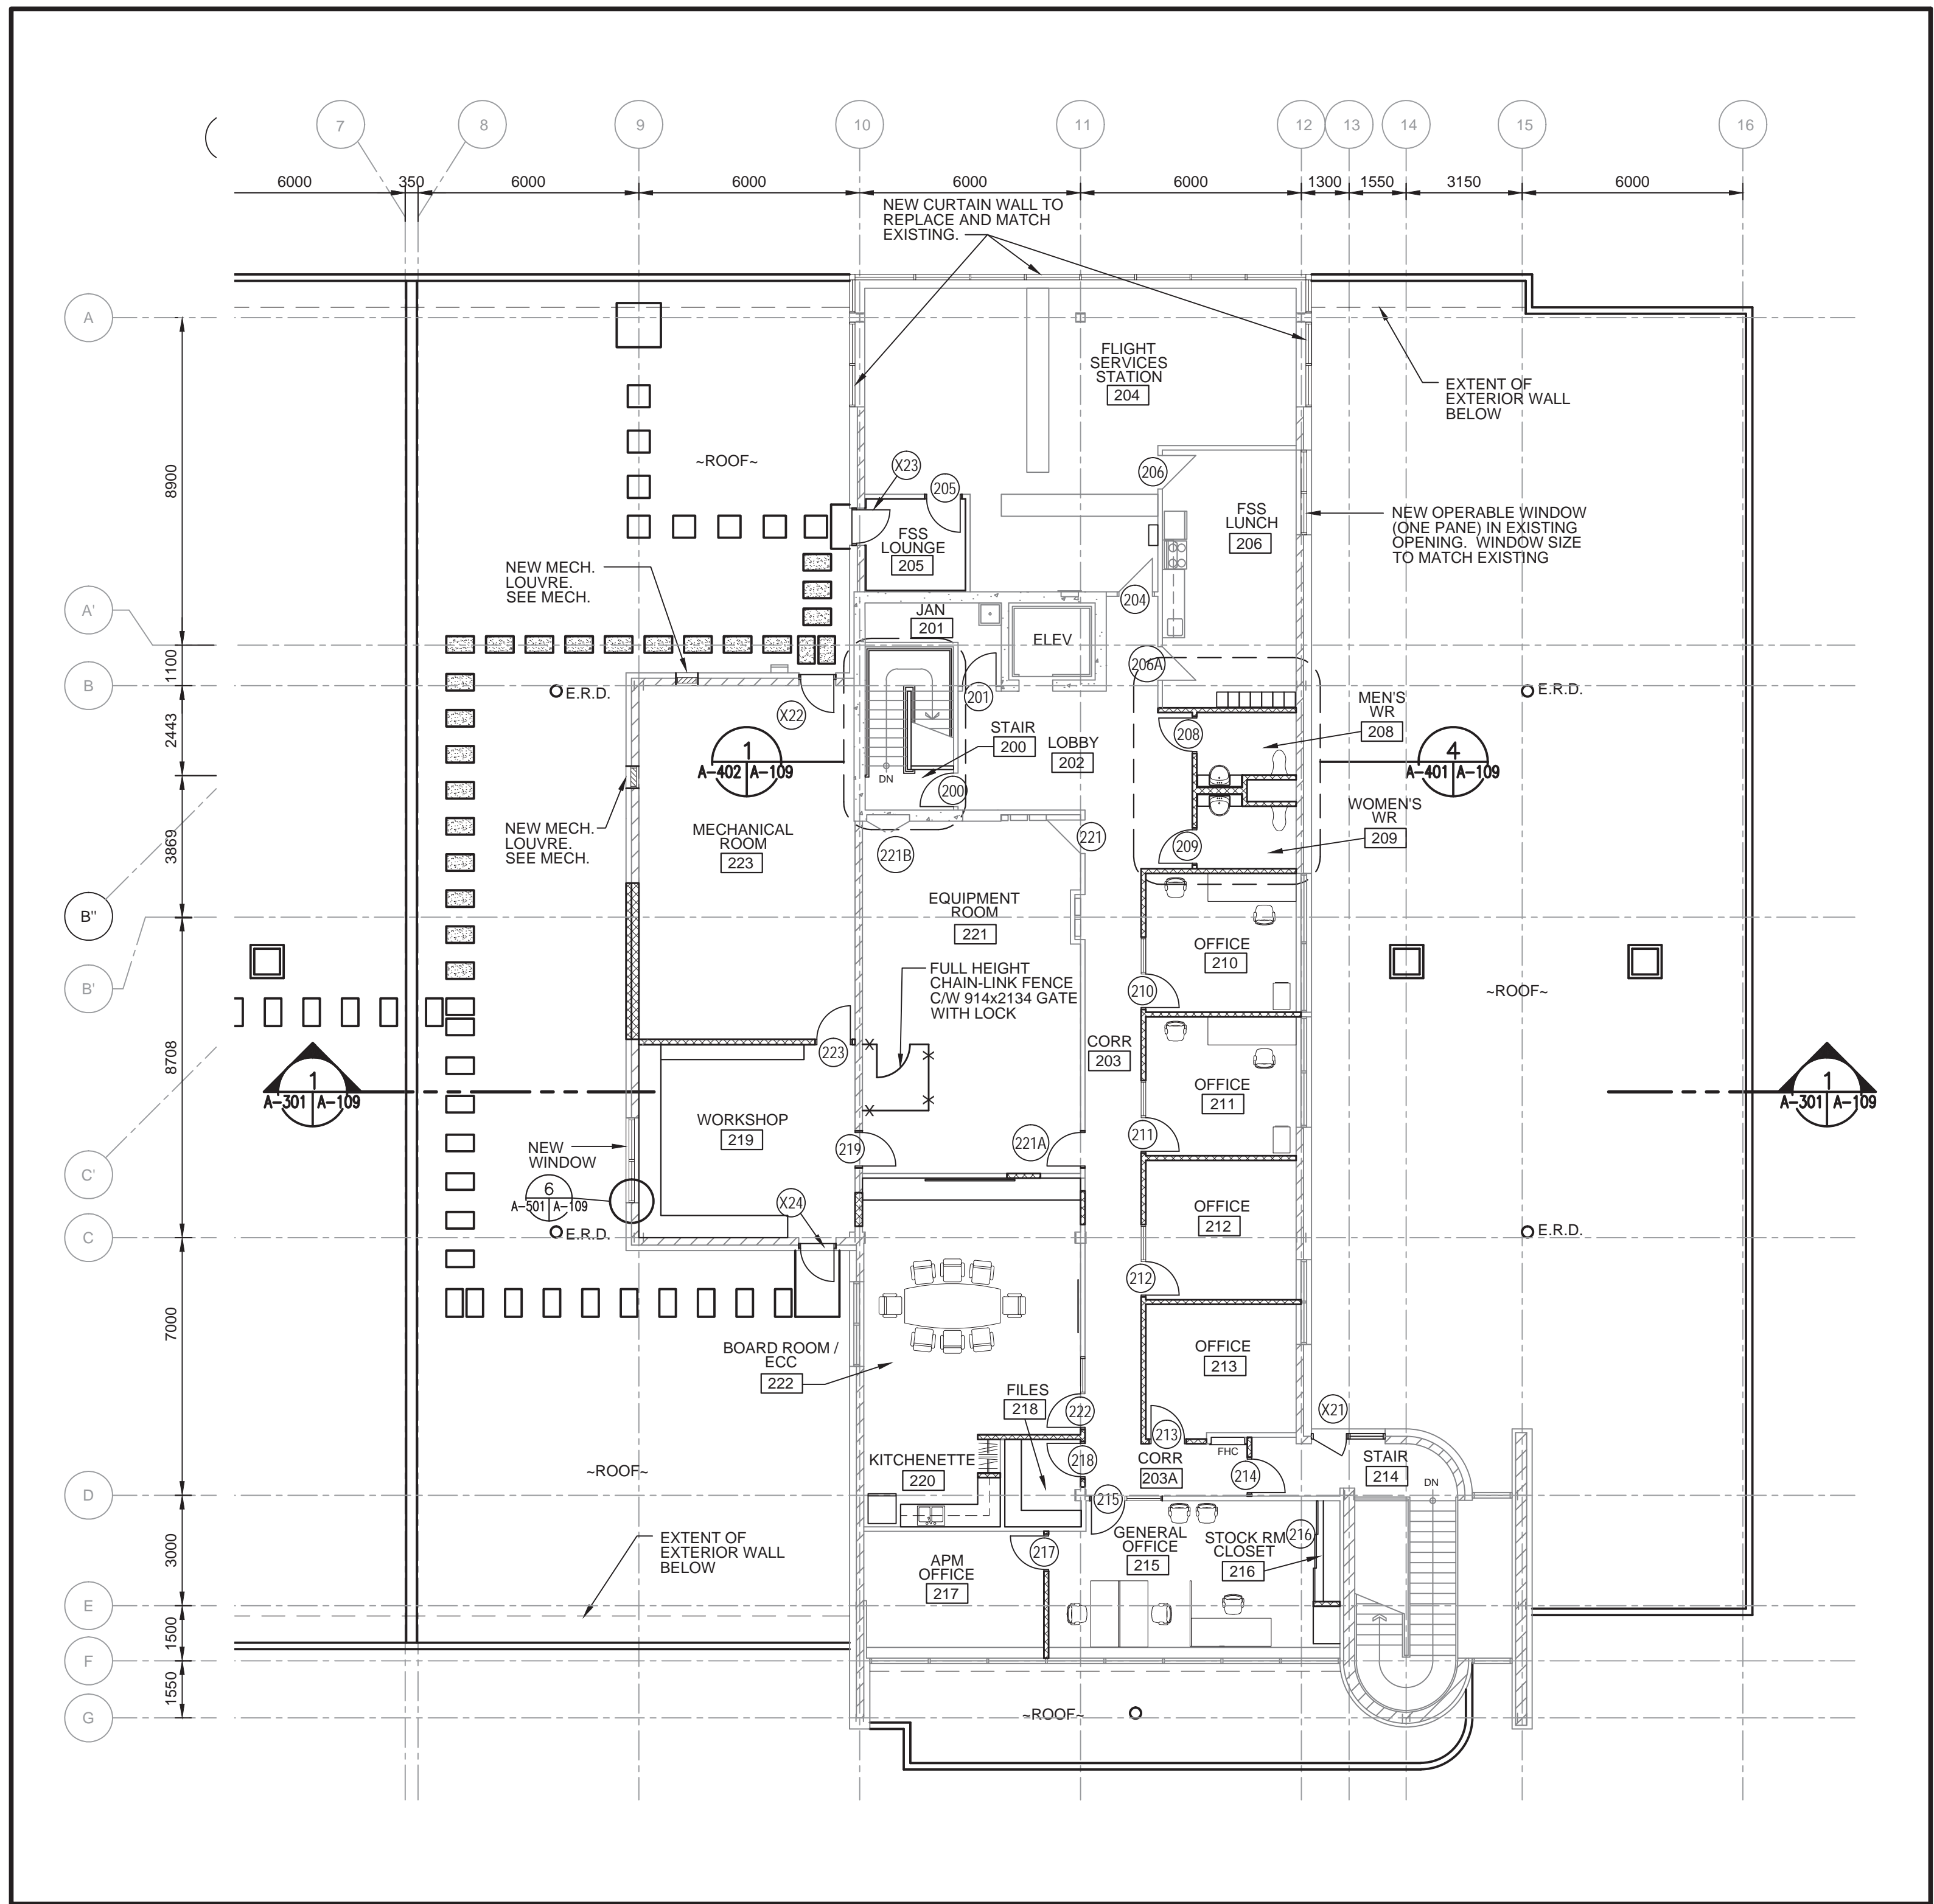 7
8
9
10
11
12
13
14
15
16
6000
350
6000
6000
6000
6000
1300
1550
3150
6000
NEW CURTAIN WALL TO
REPLACE AND MATCH
EXISTING.
A
A'
B
B"
B'
C'
C
D
E
F
G
8900
1100
2443
3869
8708
7000
3000
1500
1550
FLIGHT
SERVICES
STATION
204
EXTENT OF
EXTERIOR WALL
BELOW
~ROOF~
X23
205
206
FSS
LOUNGE
205
FSS
LUNCH
206
NEW OPERABLE WINDOW
(ONE PANE) IN EXISTING
OPENING. WINDOW SIZE
TO MATCH EXISTING
NEW MECH.
LOUVRE.
SEE MECH.
JAN
201
ELEV
204
206A
E.R.D.
X22
201
E.R.D.
MEN'S
WR
208
208
STAIR
200
LOBBY
202
1
A-402
A-109
4
A-401
A-109
DN
200
NEW MECH.
LOUVRE.
SEE MECH.
MECHANICAL
ROOM
223
221B
221
209
WOMEN'S
WR
209
EQUIPMENT
ROOM
221
OFFICE
210
210
FULL HEIGHT
CHAIN-LINK FENCE
C/W 914x2134 GATE
WITH LOCK
~ROOF~
223
CORR
203
1
A-301
A-109
1
A-301
A-109
OFFICE
211
211
WORKSHOP
219
219
221A
NEW
WINDOW
6
A-501
A-109
X24
E.R.D.
OFFICE
212
212
E.R.D.
BOARD ROOM /
ECC
222
OFFICE
213
213
FILES
218
222
X21
218
CORR
203A
FHC
214
STAIR
214
DN
KITCHENETTE
220
~ROOF~
215
GENERAL
OFFICE
215
STOCK RM
CLOSET
216
216
217
APM
OFFICE
217
EXTENT OF
EXTERIOR WALL
BELOW
~ROOF~